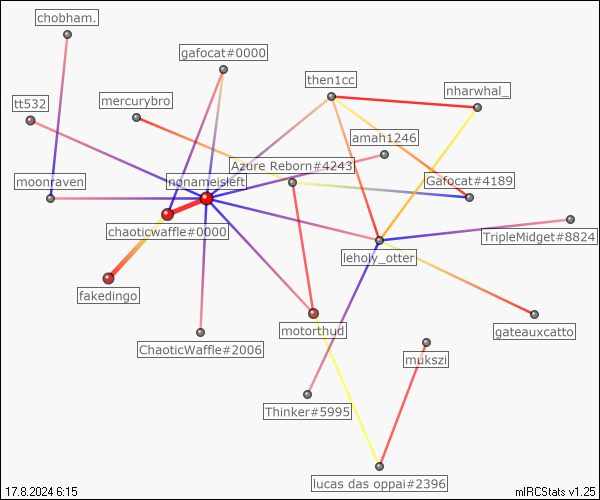 chobham.
gafocat#0000
then1cc
nharwhal_
tt532
mercurybro
amah1246
Azure Reborn#4243
moonraven
nonameisleft
Gafocat#4189
chaoticwaffle#0000
TripleMidget#8824
leholy_otter
fakedingo
motorthud
gateauxcatto
ChaoticWaffle#2006
mukszi
Thinker#5995
lucas das oppai#2396
17.8.2024 6:15
mIRCStats v1.25